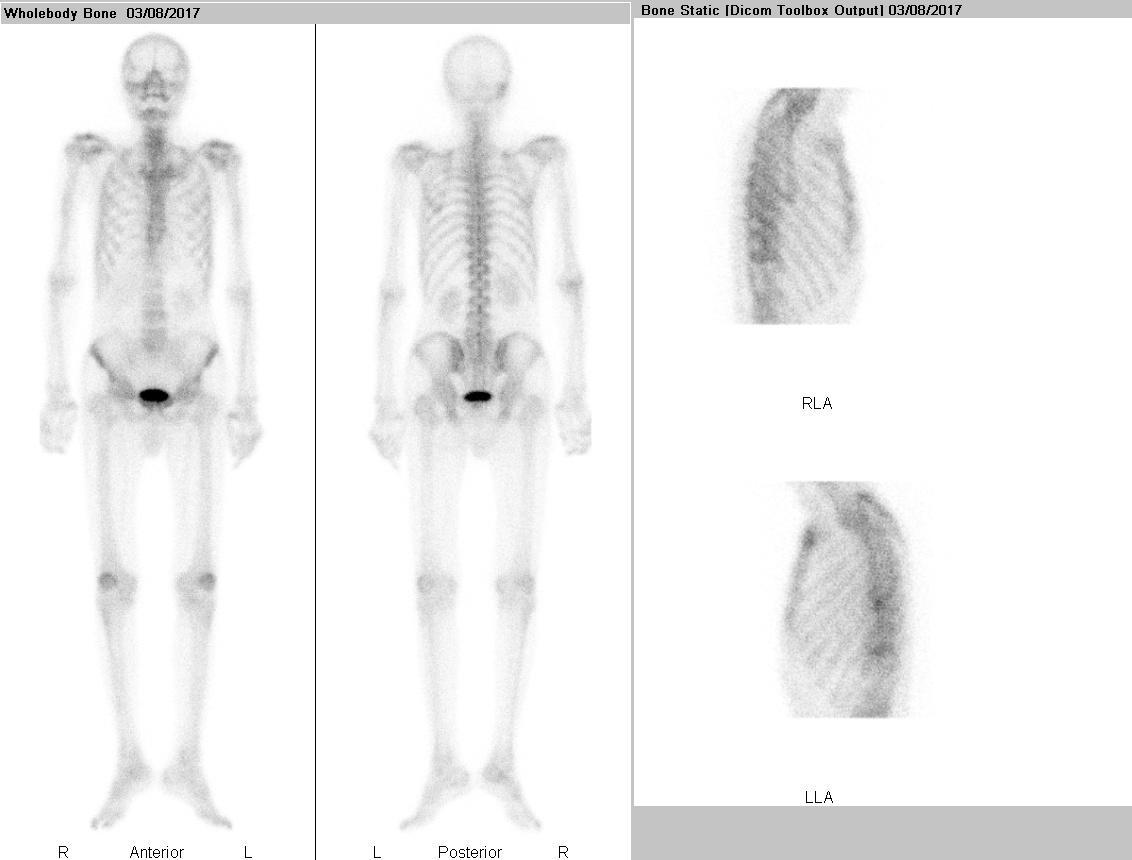 Wholebody Bone 03/08/2017
Bone Static [Dicom Toolbox Output] 03/08/2017
RLA
LLA
R Anterior L
L Posterior R